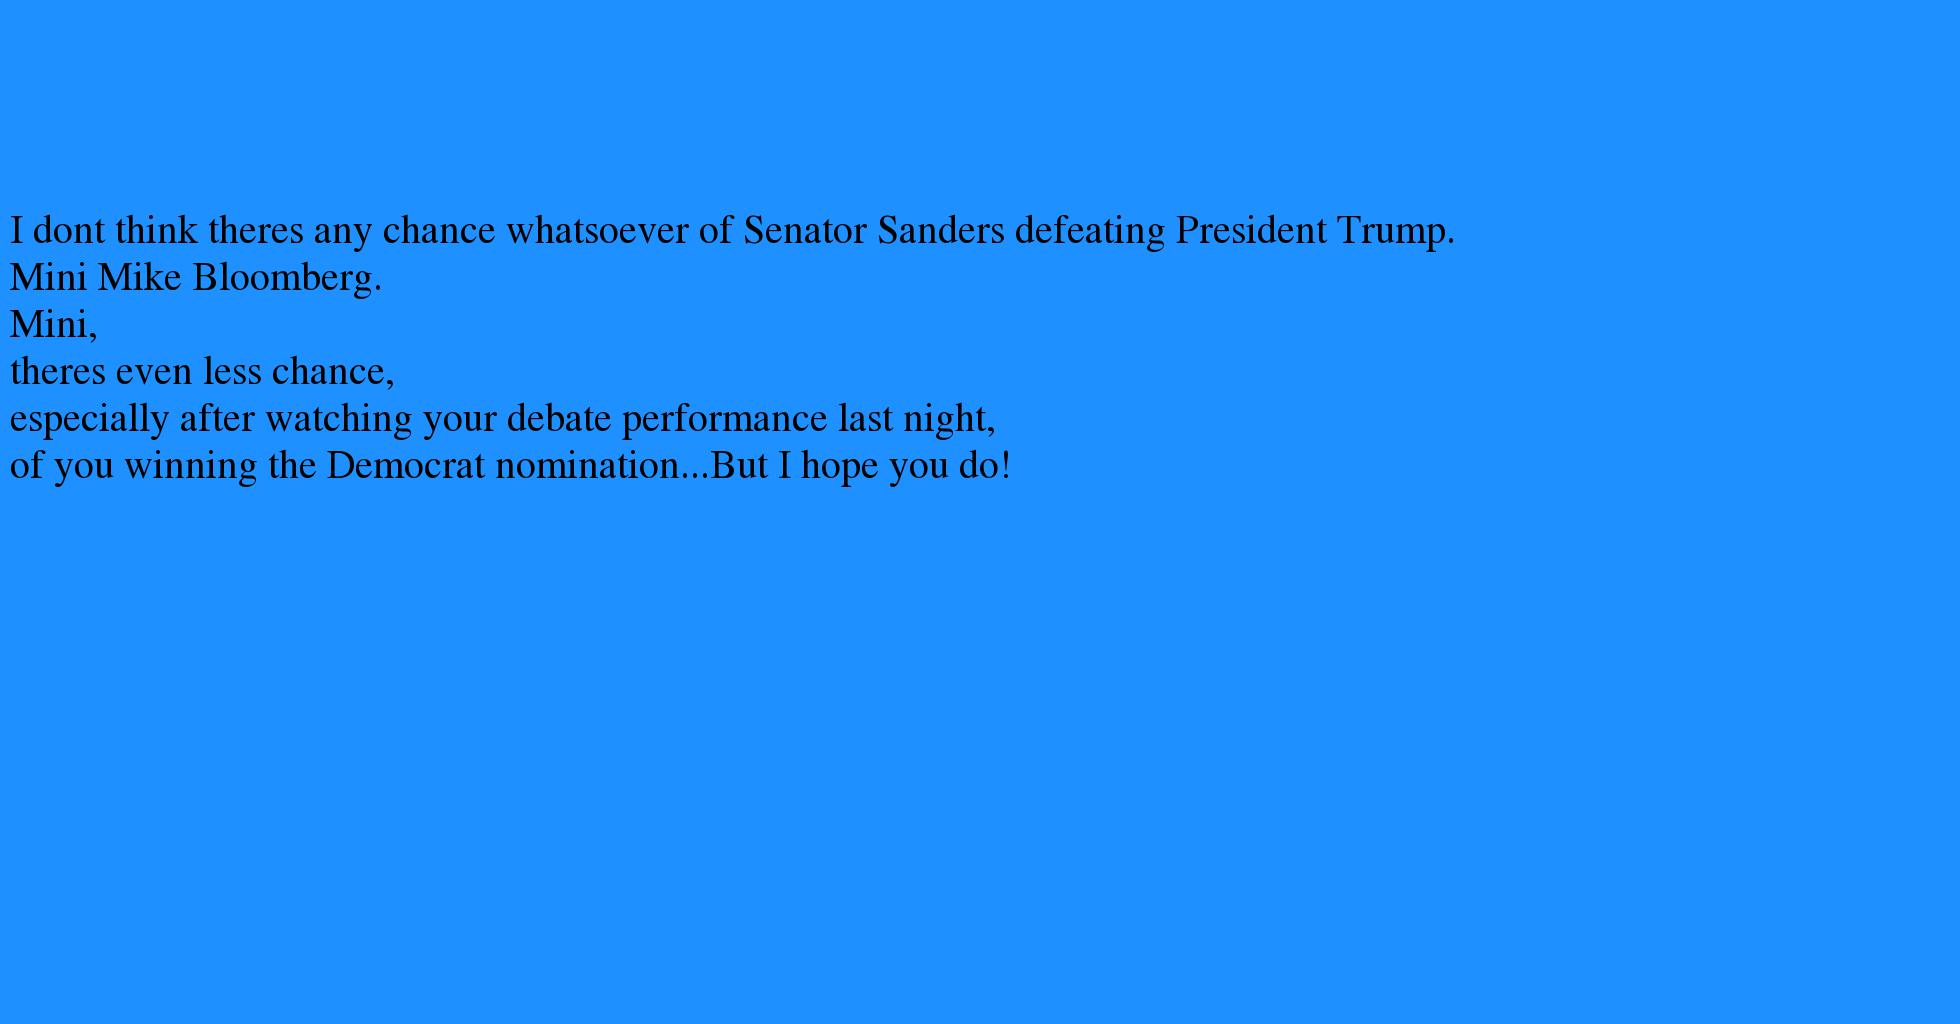 I dont think theres any chance whatsoever of Senator Sanders defeating President Trump.
Mini Mike Bloomberg.
Mini,
theres even less chance,
especially after watching your debate performance last night,
of you winning the Democrat nomination...But I hope you do!